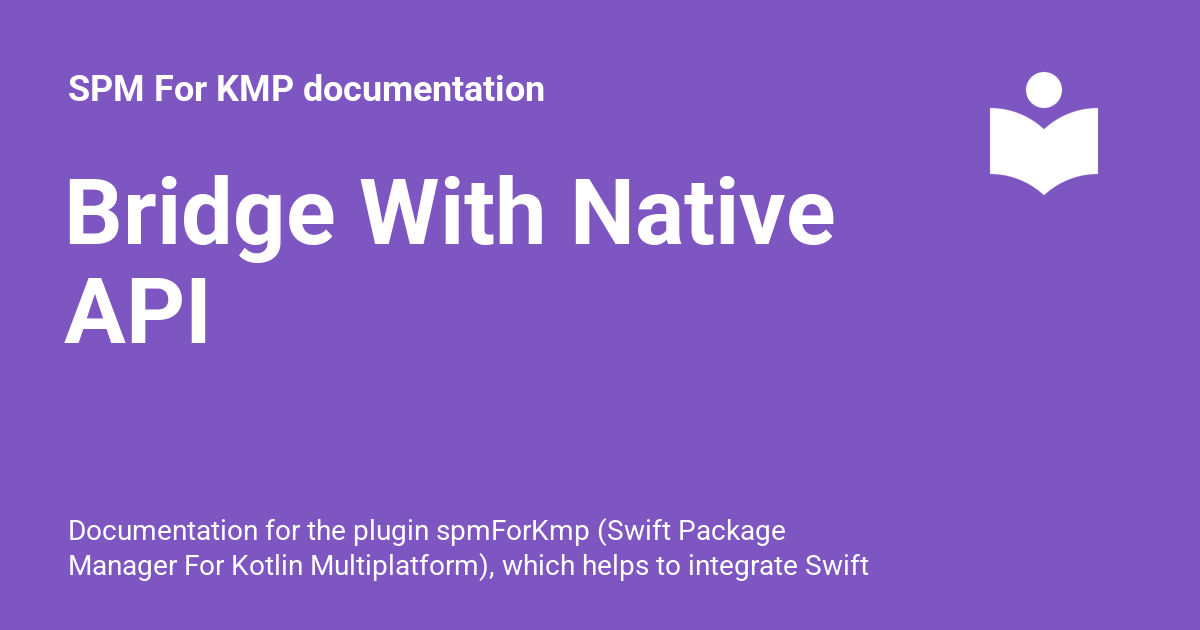 SPM For KMP documentation
Bridge With Native
API
Documentation for the plugin spmForKmp (Swift Package
Manager For Kotlin Multiplatform), which helps to integrate Swift